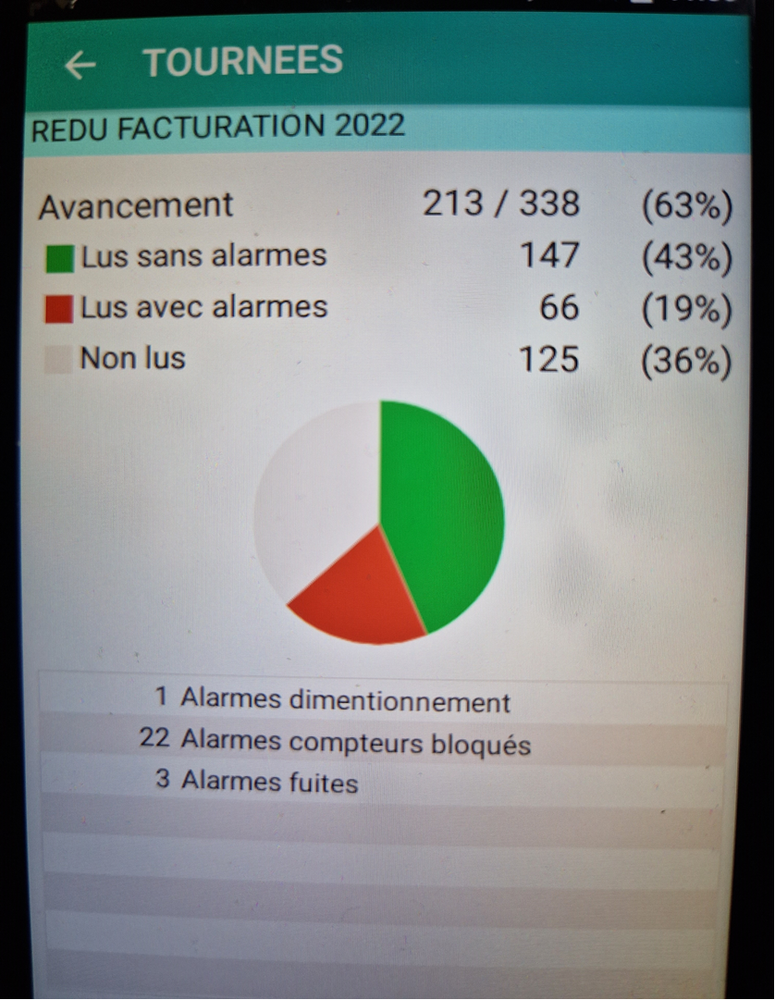 TOURNEES
REDU FACTURATION 2022
Avancement 213 / 338 (63%)
Lus sans alarmes 147 (43%)
Lus avec alarmes 66 (19%)
Non lus 125 (36%)
1 Alarmes dimentionnement
22 Alarmes compteurs bloqués
3 Alarmes fuites